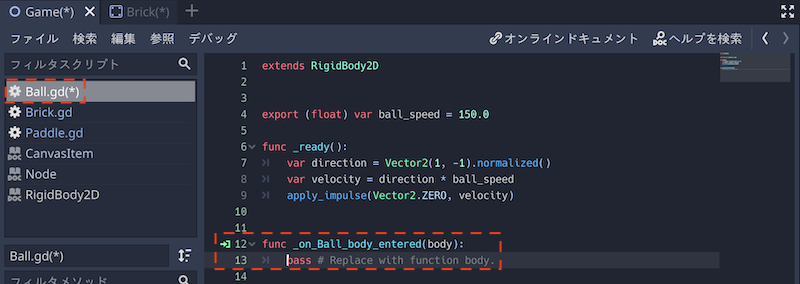 Game(*) × Brick(*) +
ファイル 検索 編集 参照 デバッグ オンラインドキュメント ヘルプを検索
フィルタスクリプト
Ball.gd(*)
Brick.gd
Paddle.gd
CanvasItem
Node
RigidBody2D
Ball.gd(*)
フィルタメソッド
1 extends RigidBody2D
2
3
4 export (float) var ball_speed = 150.0
5
6 func _ready():
7 var direction = Vector2(1, -1).normalized()
8 var velocity = direction * ball_speed
9 apply_impulse(Vector2.ZERO, velocity)
10
11
12 func _on_Ball_body_entered(body):
13 pass # Replace with function body.
14